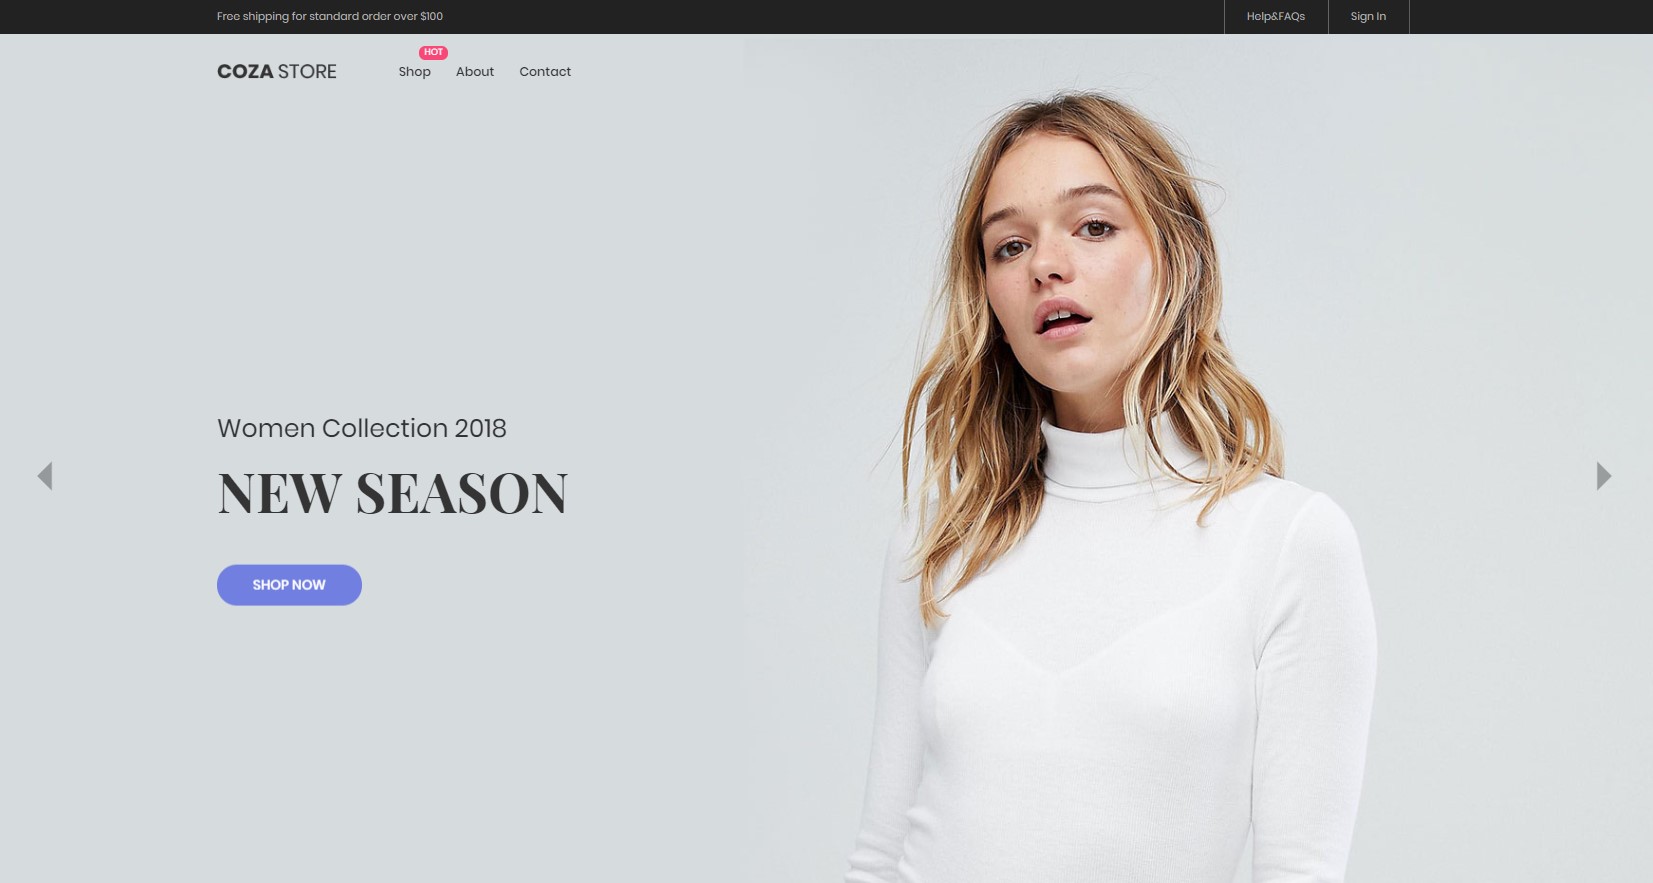 Free shipping for standard order over $100
Help&FAQs
Sign In
HOT
COZA STORE
Shop
About
Contact
Women Collection 2018
NEW SEASON
SHOP NOW